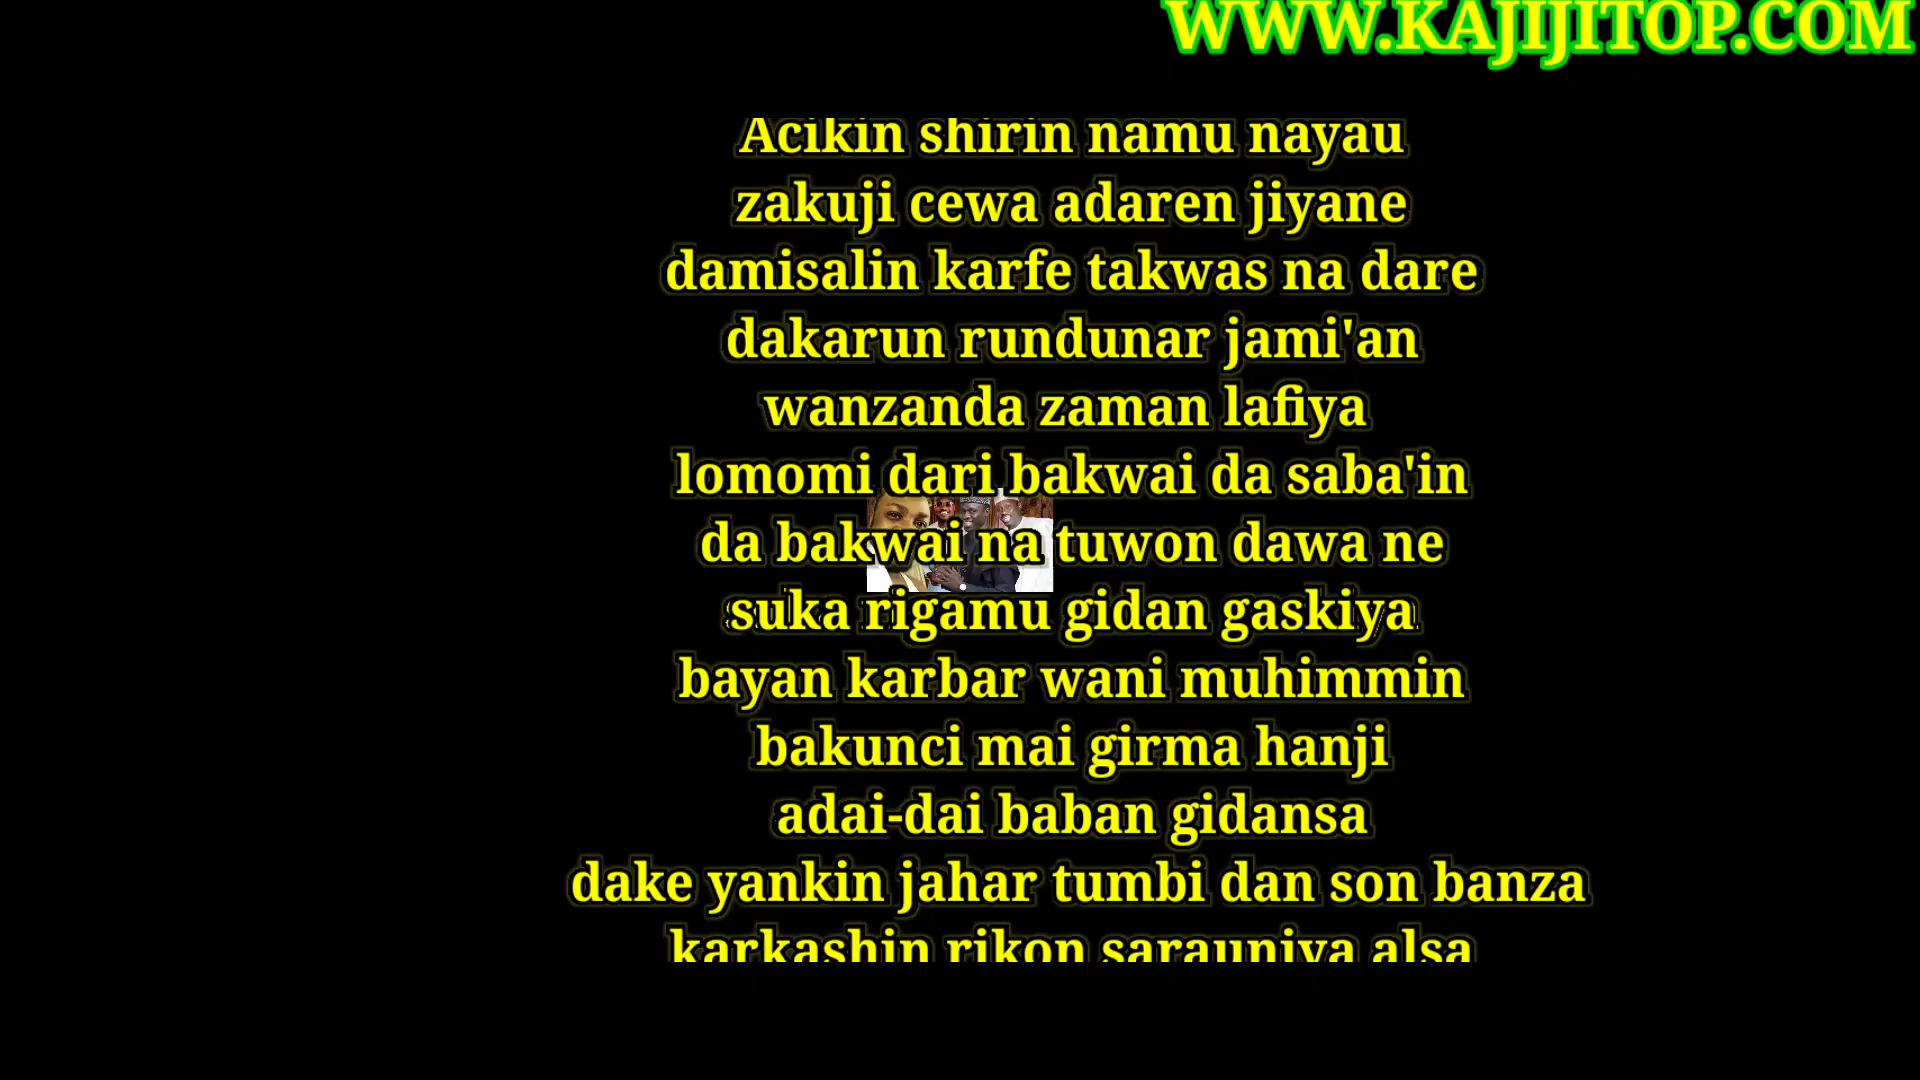 WWW.KAJIJITOP.COM
Acikin shirin namu nayau
zakuji cewa adaren jiyane
damisalin karfe takwas na dare
dakarun rundunar jami'an
wanzanda zaman lafiya
lomomi dari bakwai da saba'in
da bakwai na tuwon dawa ne
suka rigamu gidan gaskiya
bayan karbar wani muhimmin
bakunci mai girma hanji
adai-dai baban gidansa
dake yankin jahar tumbi dan son banza
karkashin rikon sarauniya alsa